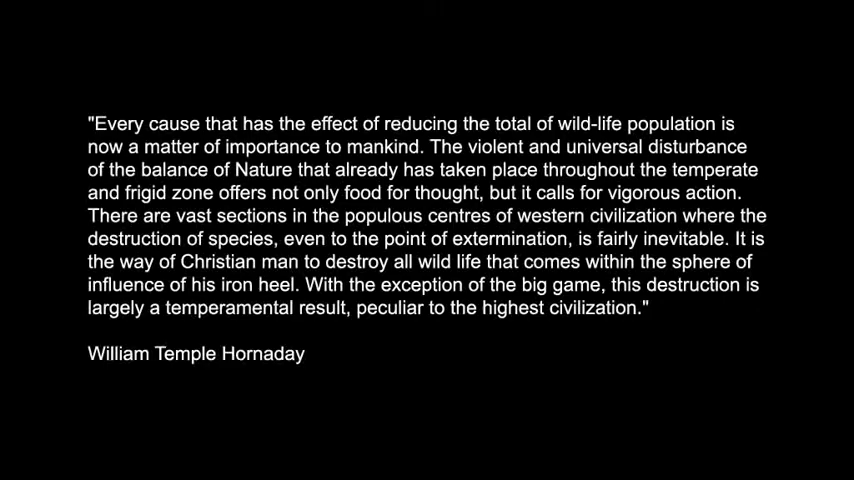 "Every cause that has the effect of reducing the total of wild-life population is
now a matter of importance to mankind. The violent and universal disturbance
of the balance of Nature that already has taken place throughout the temperate
and frigid zone offers not only food for thought, but it calls for vigorous action.
There are vast sections in the populous centres of western civilization where the
destruction of species, even to the point of extermination, is fairly inevitable. It is
the way of Christian man to destroy all wild life that comes within the sphere of
influence of his iron heel. With the exception of the big game, this destruction is
largely a temperamental result, peculiar to the highest civilization."
William Temple Hornaday